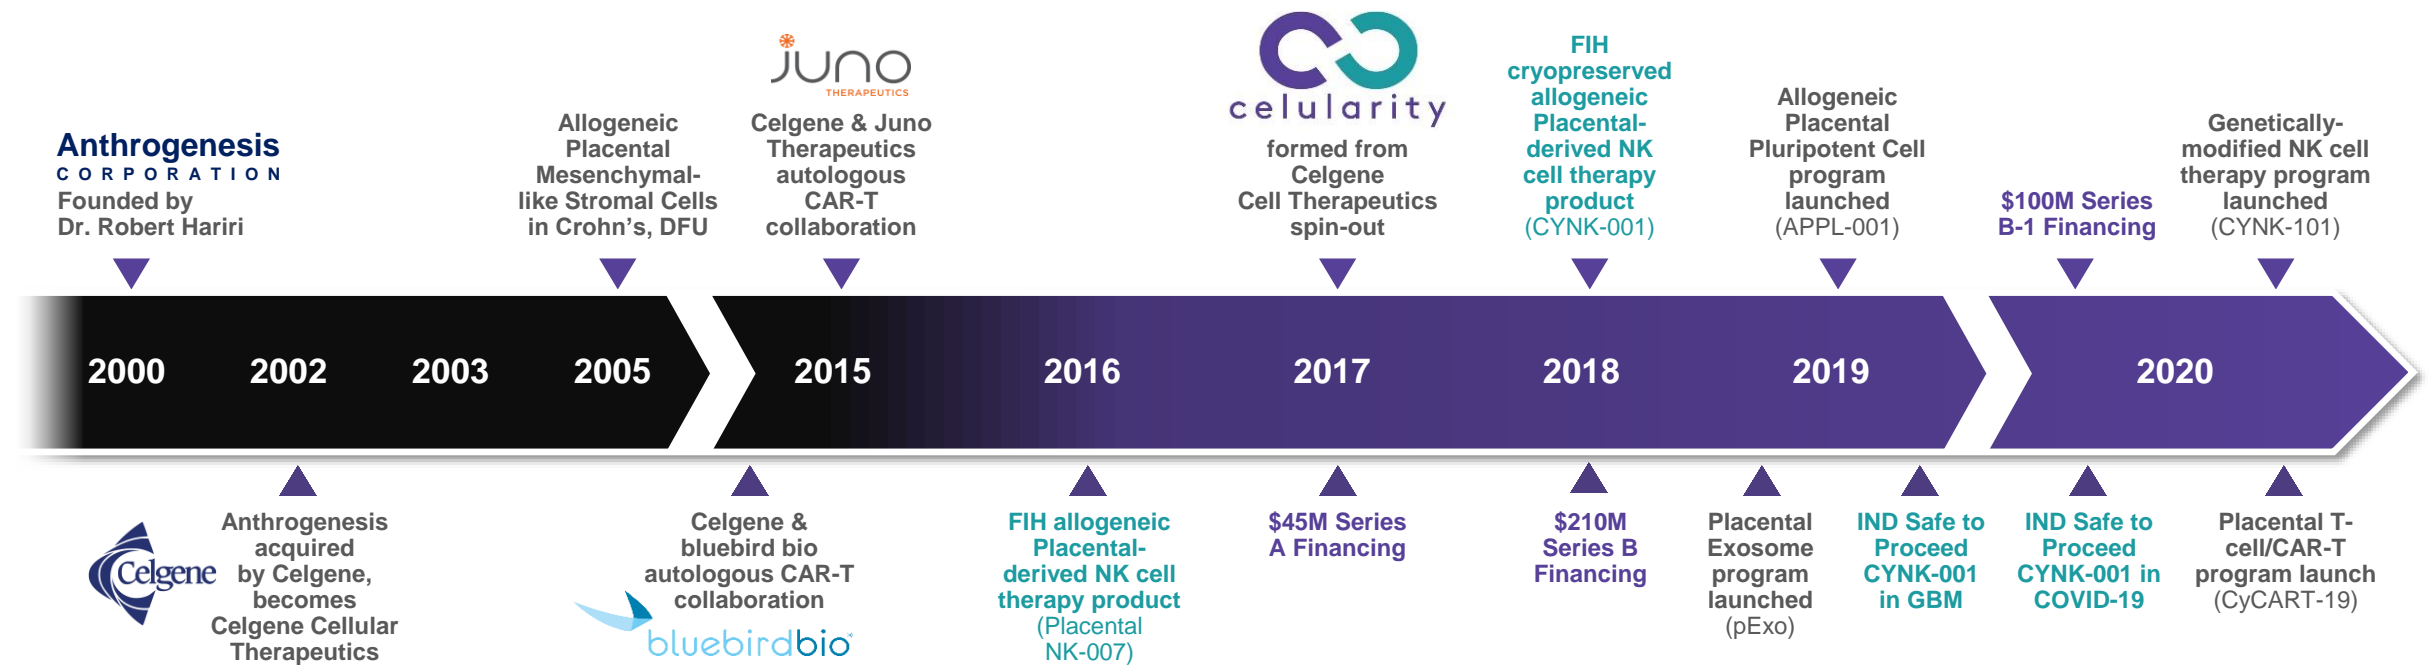 Anthrogenesis
CORPORATION
Founded by
Dr. Robert Hariri
Allogeneic
Placental
Mesenchymal-
like Stromal Cells
in Crohn's, DFU
juno
THERAPEUTICS
Celgene & Juno
Therapeutics
autologous
CAR-T
collaboration
celularity
formed from
Celgene
Cell Therapeutics
spin-out
FIH
cryopreserved
allogeneic
Placental-
derived NK
cell therapy
product
(CYNK-001)
Allogeneic
Placental
Pluripotent Cell
program
launched
(APPL-001)
$100M Series
B-1 Financing
Genetically-
modified NK cell
therapy program
launched
(CYNK-101)
2000
2002
2003
2005
2015
2016
2017
2018
2019
2020
Celgene
Anthrogenesis
acquired
by Celgene,
becomes
Celgene Cellular
Therapeutics
Celgene &
bluebird bio
autologous CAR-T
collaboration
bluebirdbio
FIH allogeneic
Placental-
derived NK cell
therapy product
(Placental
NK-007)
$45M Series
A Financing
$210M
Series B
Financing
Placental
Exosome
program
launched
(pExo)
IND Safe to
Proceed
CYNK-001
in GBM
IND Safe to
Proceed
CYNK-001 in
COVID-19
Placental T-
cell/CAR-T
program launch
(CyCART-19)